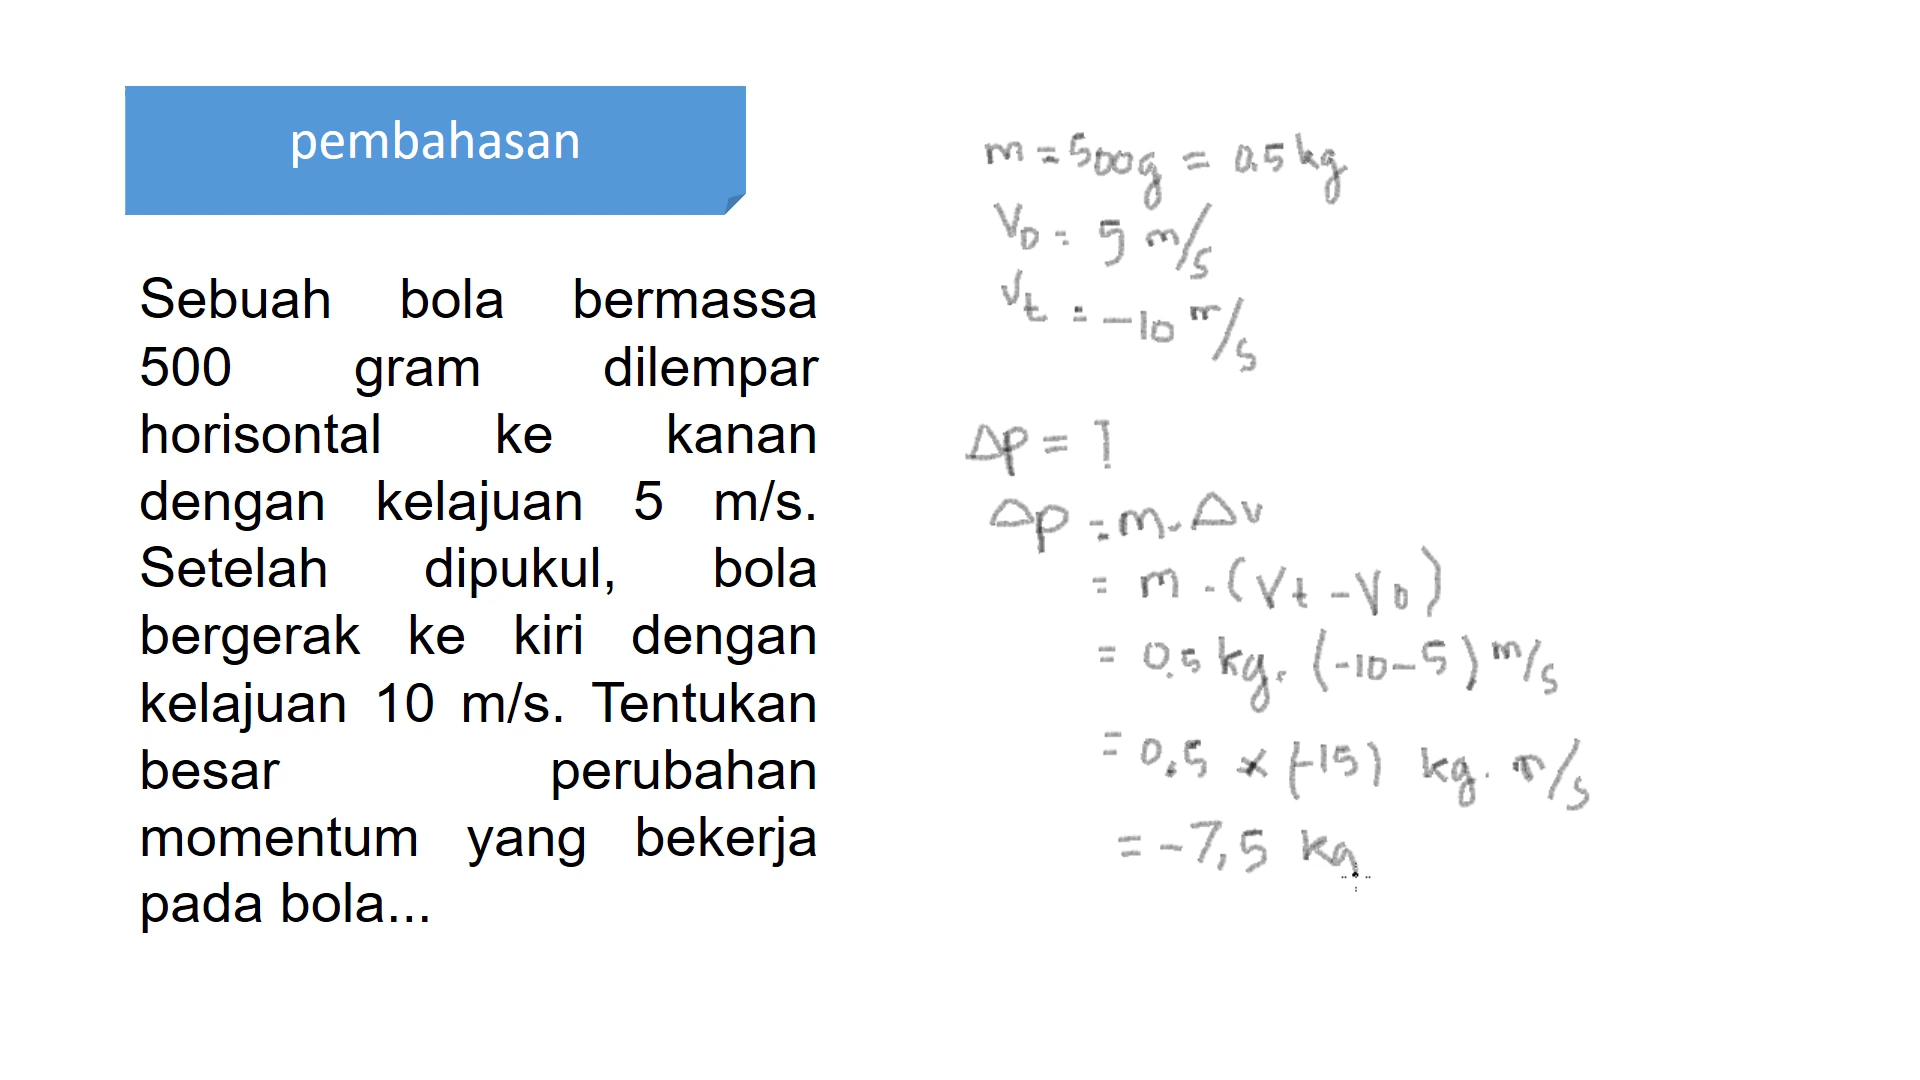 pembahasan
Sebuah bola bermassa
500 gram dilempar
horisontal ke kanan
dengan kelajuan 5 m/s.
Setelah dipukul, bola
bergerak ke kiri dengan
kelajuan 10 m/s. Tentukan
besar perubahan
momentum yang bekerja
pada bola...
m = 500g = 0.5 kg
V₀ = 5 m/s
Vt = -10 m/s
Δp = ?
Δp = m. Δv
= m . (Vt - V₀)
= 0.5 kg. (-10-5) m/s
= 0.5 x (-15) kg. m/s
= -7,5 kg